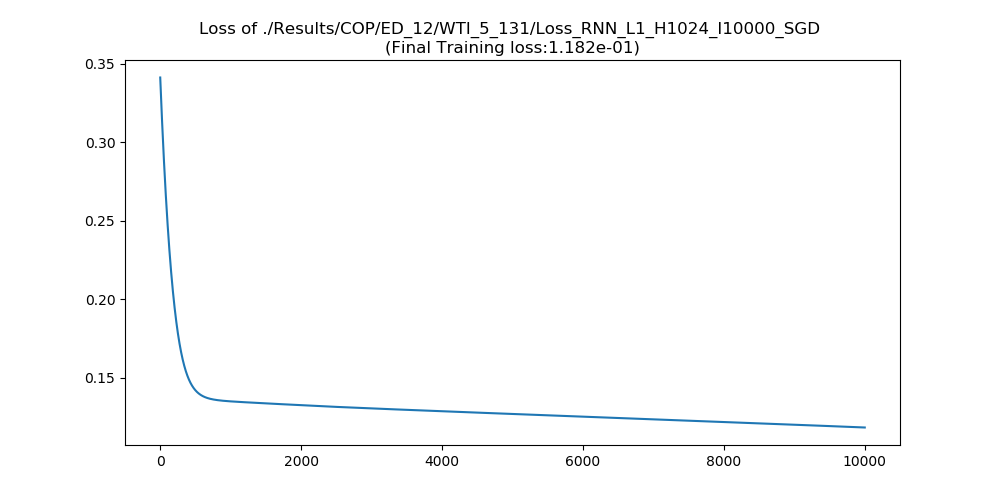 Loss of ./Results/COP/ED_12/WTI_5_131/Loss_RNN_L1_H1024_I10000_SGD
(Final Training loss:1.182e-01)
0.35
0.30
0.25
0.20
0.15
0 2000 4000 6000 8000 10000